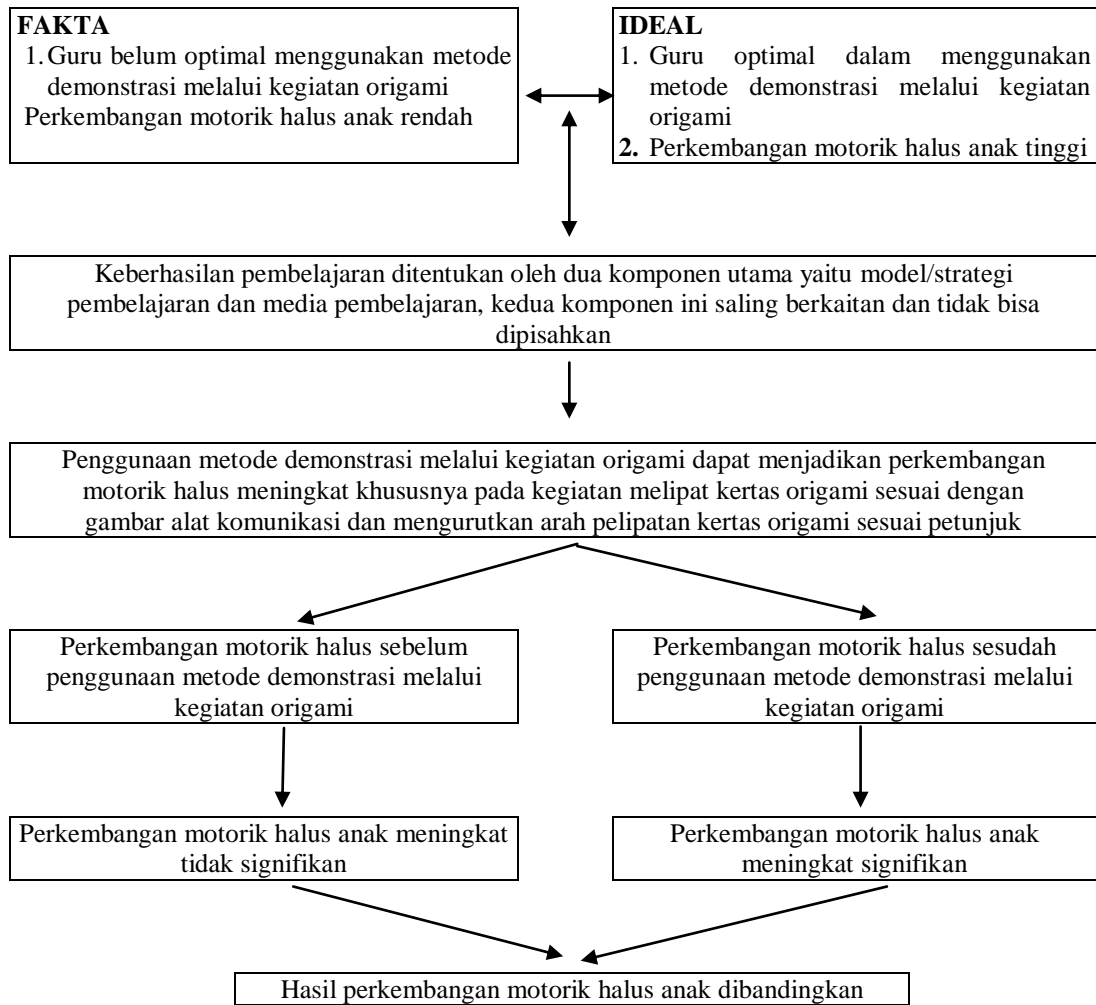 FAKTA
1. Guru belum optimal menggunakan metode
demonstrasi melalui kegiatan origami
Perkembangan motorik halus anak rendah
IDEAL
1. Guru optimal dalam menggunakan
metode demonstrasi melalui kegiatan
origami
2. Perkembangan motorik halus anak tinggi
Keberhasilan pembelajaran ditentukan oleh dua komponen utama yaitu model/strategi
pembelajaran dan media pembelajaran, kedua komponen ini saling berkaitan dan tidak bisa
dipisahkan
Penggunaan metode demonstrasi melalui kegiatan origami dapat menjadikan perkembangan
motorik halus meningkat khususnya pada kegiatan melipat kertas origami sesuai dengan
gambar alat komunikasi dan mengurutkan arah pelipatan kertas origami sesuai petunjuk
Perkembangan motorik halus sebelum
penggunaan metode demonstrasi melalui
kegiatan origami
Perkembangan motorik halus sesudah
penggunaan metode demonstrasi melalui
kegiatan origami
Perkembangan motorik halus anak meningkat
tidak signifikan
Perkembangan motorik halus anak
meningkat signifikan
Hasil perkembangan motorik halus anak dibandingkan